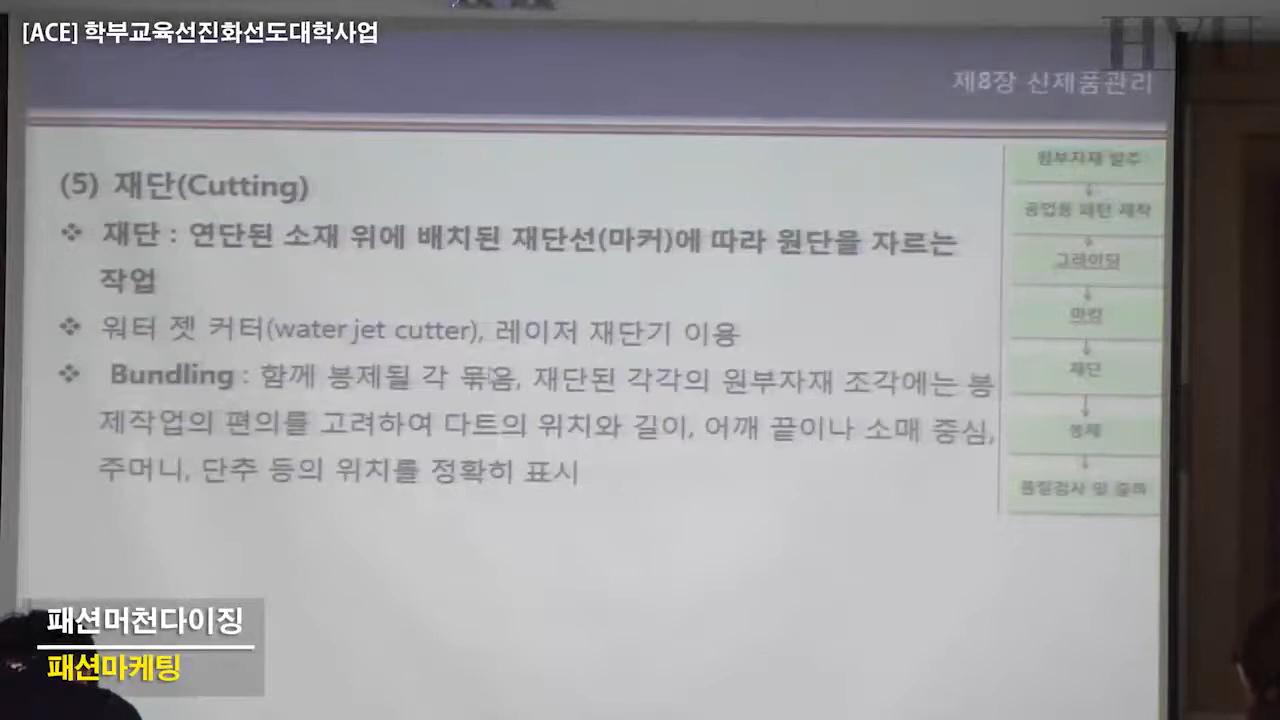 [ACE] 학부교육선진화선도대학사업
HYU
제8장 신제품관리
(5) 재단(Cutting)
❖ 재단 : 연단된 소재 위에 배치된 재단선(마커)에 따라 원단을 자르는
작업
❖ 워터 젯 커터(water jet cutter), 레이저 재단기 이용
❖ Bundling : 함께 봉제될 각 묶음, 재단된 각각의 원부자재 조각에는 봉
제작업의 편의를 고려하여 다트의 위치와 길이, 어깨 끝이나 소매 중심,
주머니, 단추 등의 위치를 정확히 표시
원부자재 발주
공업용 패턴 제작
그레이딩
마킹
재단
봉제
품질검사 및 출하
패션머천다이징
패션마케팅